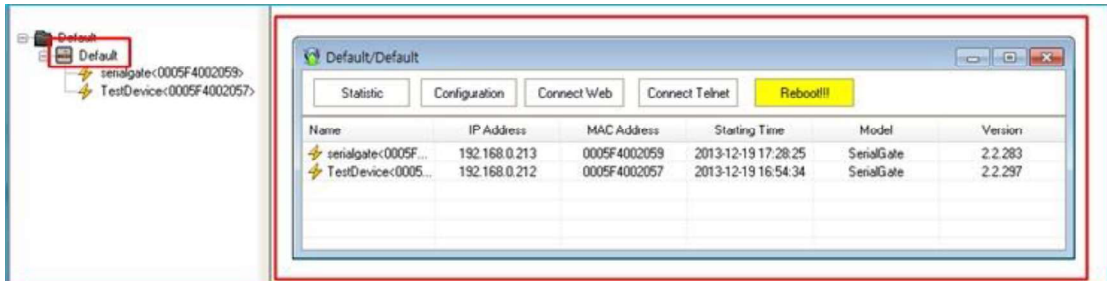 Default
Default
serialgate<0005F4002059>
TestDevice<0005F4002057>
Default/Default
Statistic Configuration Connect Web Connect Telnet Reboot!!!
Name IP Address MAC Address Starting Time Model Version
serialgate<0005F... 192.168.0.213 0005F4002059 2013-12-19 17:28:25 SerialGate 2.2.283
TestDevice<0005... 192.168.0.212 0005F4002057 2013-12-19 16:54:34 SerialGate 2.2.297